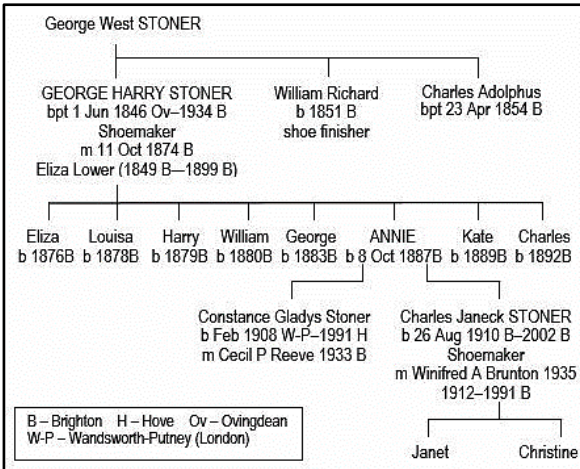 George West STONER
GEORGE HARRY STONER
bpt 1 Jun 1846 Ov–1934 B
Shoemaker
m 11 Oct 1874 B
Eliza Lower (1849 B—1899 B)
William Richard
b 1851 B
shoe finisher
Charles Adolphus
bpt 23 Apr 1854 B
Eliza
b 1876B
Louisa
b 1878B
Harry
b 1879B
William
b 1880B
George
b 1883B
ANNIE
b 8 Oct 1887B
Kate
b 1889B
Charles
b 1892B
Constance Gladys Stoner
b Feb 1908 W-P–1991 H
m Cecil P Reeve 1933 B
Charles Janeck STONER
b 26 Aug 1910 B–2002 B
Shoemaker
m Winifred A Brunton 1935
1912–1991 B
Janet
Christine
B – Brighton H – Hove Ov – Ovingdean
W-P – Wandsworth-Putney (London)